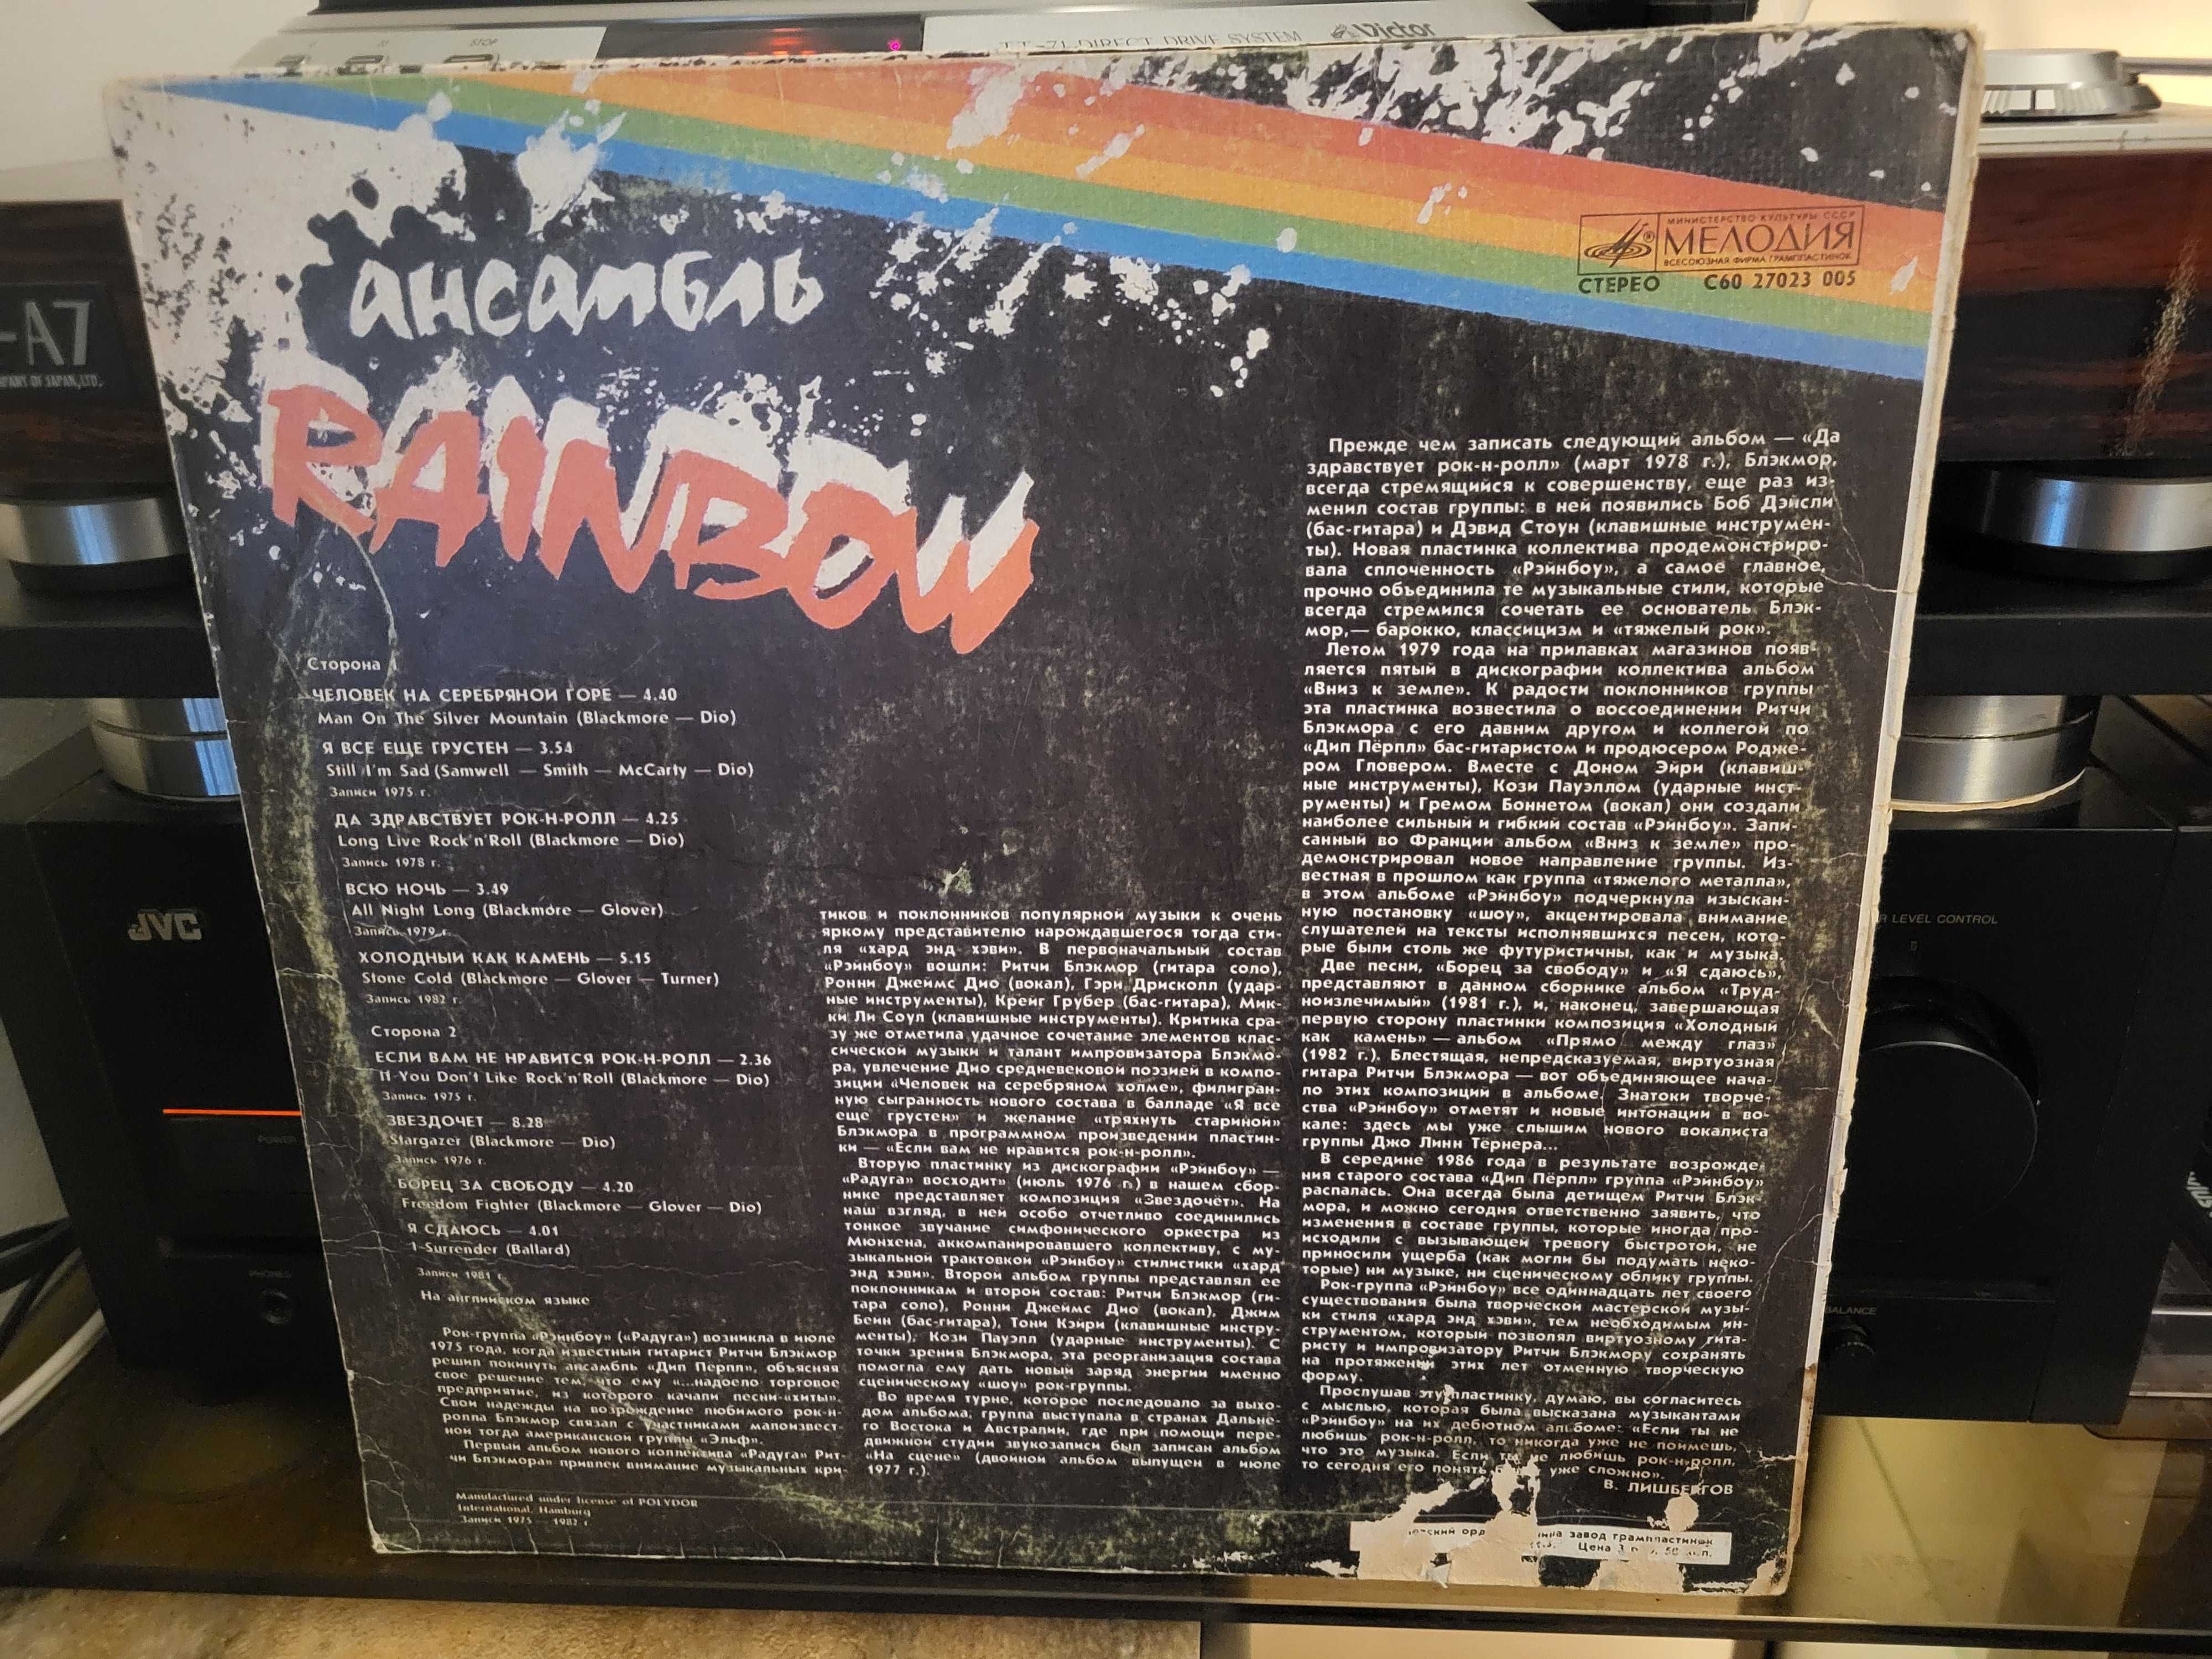 STOP
TT-71 DIRECT DRIVE SYSTEM
Victor
-A7
JVC
POWER
PHONES
LEVEL CONTROL
BALANCE
МИНИСТЕРСТВО КУЛЬТУРЫ СССР
МЕЛОДИЯ
ВСЕСОЮЗНАЯ ФИРМА ГРАМПЛАСТИНОК
СТЕРЕО С60 27023 005
ансамбль
RAINBOW
Сторона 1
ЧЕЛОВЕК НА СЕРЕБРЯНОЙ ГОРЕ — 4.40
Man On The Silver Mountain (Blackmore — Dio)
Я ВСЕ ЕЩЕ ГРУСТЕН — 3.54
Still I'm Sad (Samwell — Smith — McCarty — Dio)
Записи 1975 г.
ДА ЗДРАВСТВУЕТ РОК-Н-РОЛЛ — 4.25
Long Live Rock'n'Roll (Blackmore — Dio)
Запись 1978 г.
ВСЮ НОЧЬ — 3.49
All Night Long (Blackmore — Glover)
Запись 1979 г.
ХОЛОДНЫЙ КАК КАМЕНЬ — 5.15
Stone Cold (Blackmore — Glover — Turner)
Запись 1982 г.
Сторона 2
ЕСЛИ ВАМ НЕ НРАВИТСЯ РОК-Н-РОЛЛ — 2.36
If You Don't Like Rock'n'Roll (Blackmore — Dio)
Запись 1975 г.
ЗВЕЗДОЧЕТ — 8.28
Stargazer (Blackmore — Dio)
Запись 1976 г.
БОРЕЦ ЗА СВОБОДУ — 4.20
Freedom Fighter (Blackmore — Glover — Dio)
Я СДАЮСЬ — 4.01
I Surrender (Ballard)
Записи 1981 г.
На английском языке
Рок-группа «Рэйнбоу» («Радуга») возникла в июле
1975 года, когда известный гитарист Ритчи Блэкмор
решил покинуть ансамбль «Дип Пёрпл», объясняя
свое решение тем, что ему «...надоело торговое
предприятие, из которого качали песни-«хиты».
Свои надежды на возрождение любимого рок-н-
ролла Блэкмор связал с участниками малоизвест-
ной тогда американской группы «Эльф».
Первый альбом нового коллектива «Радуга» Рит-
чи Блэкмора» привлек внимание музыкальных кри-
тиков и поклонников популярной музыки к очень
яркому представителю нарождавшегося тогда сти-
ля «хард энд хэви». В первоначальный состав
«Рэйнбоу» вошли: Ритчи Блэкмор (гитара соло),
Ронни Джеймс Дио (вокал), Гэри Дрисколл (удар-
ные инструменты), Крейг Грубер (бас-гитара), Мик-
ки Ли Соул (клавишные инструменты). Критика сра-
зу же отметила удачное сочетание элементов клас-
сической музыки и талант импровизатора Блэкмо-
ра, увлечение Дио средневековой поэзией в компо-
зиции «Человек на серебряном холме», филигран-
ную сыгранность нового состава в балладе «Я все
еще грустен» и желание «тряхнуть стариной»
Блэкмора в программном произведении пластин-
ки — «Если вам не нравится рок-н-ролл».
Вторую пластинку из дискографии «Рэйнбоу» —
«Радуга» восходит» (июль 1976 г.) в нашем сбор-
нике представляет композиция «Звездочёт». На
наш взгляд, в ней особо отчетливо соединились
тонкое звучание симфонического оркестра из
Мюнхена, аккомпанировавшего коллективу, с му-
зыкальной трактовкой «Рэйнбоу» стилистики «хард
энд хэви». Второй альбом группы представлял ее
поклонникам и второй состав: Ритчи Блэкмор (ги-
тара соло), Ронни Джеймс Дио (вокал), Джим
Бейн (бас-гитара), Тони Кэйри (клавишные инстру-
менты), Кози Пауэлл (ударные инструменты). С
точки зрения Блэкмора, эта реорганизация состава
помогла ему дать новый заряд энергии именно
сценическому «шоу» рок-группы.
Во время турне, которое последовало за выхо-
дом альбома, группа выступала в странах Дальне-
го Востока и Австралии, где при помощи пере-
движной студии звукозаписи был записан альбом
«На сцене» (двойной альбом выпущен в июле
1977 г.).
Прежде чем записать следующий альбом — «Да
здравствует рок-н-ролл» (март 1978 г.), Блэкмор,
всегда стремящийся к совершенству, еще раз из-
менил состав группы: в ней появились Боб Дэйсли
(бас-гитара) и Дэвид Стоун (клавишные инструмен-
ты). Новая пластинка коллектива продемонстриро-
вала сплоченность «Рэйнбоу», а самое главное,
прочно объединила те музыкальные стили, которые
всегда стремился сочетать ее основатель Блэк-
мор,— барокко, классицизм и «тяжелый рок».
Летом 1979 года на прилавках магазинов появ-
ляется пятый в дискографии коллектива альбом
«Вниз к земле». К радости поклонников группы
эта пластинка возвестила о воссоединении Ритчи
Блэкмора с его давним другом и коллегой по
«Дип Пёрпл» бас-гитаристом и продюсером Родже-
ром Гловером. Вместе с Доном Эйри (клавиш-
ные инструменты), Кози Пауэллом (ударные инст-
рументы) и Гремом Боннетом (вокал) они создали
наиболее сильный и гибкий состав «Рэйнбоу». Запи-
санный во Франции альбом «Вниз к земле» про-
демонстрировал новое направление группы. Из-
вестная в прошлом как группа «тяжелого металла»,
в этом альбоме «Рэйнбоу» подчеркнула изыскан-
ную постановку «шоу», акцентировала внимание
слушателей на тексты исполнявшихся песен, кото-
рые были столь же футуристичны, как и музыка.
Две песни, «Борец за свободу» и «Я сдаюсь»,
представляют в данном сборнике альбом «Труд-
ноизлечимый» (1981 г.), и, наконец, завершающая
первую сторону пластинки композиция «Холодный
как камень» — альбом «Прямо между глаз»
(1982 г.). Блестящая, непредсказуемая, виртуозная
гитара Ритчи Блэкмора — вот объединяющее нача-
ло этих композиций в альбоме. Знатоки творче-
ства «Рэйнбоу» отметят и новые интонации в во-
кале: здесь мы уже слышим нового вокалиста
группы Джо Линн Тёрнера...
В середине 1986 года в результате возрожде-
ния старого состава «Дип Пёрпл» группа «Рэйнбоу»
распалась. Она всегда была детищем Ритчи Блэк-
мора, и можно сегодня ответственно заявить, что
изменения в составе группы, которые иногда про-
исходили с вызывающей тревогу быстротой, не
приносили ущерба (как могли бы подумать неко-
торые) ни музыке, ни сценическому облику группы.
Рок-группа «Рэйнбоу» все одиннадцать лет своего
существования была творческой мастерской музы-
ки стиля «хард энд хэви», тем необходимым ин-
струментом, который позволял виртуозному гита-
ристу и импровизатору Ритчи Блэкмору сохранять
на протяжении этих лет отменную творческую
форму.
Прослушав эту пластинку, думаю, вы согласитесь
с мыслью, которая была высказана музыкантами
«Рэйнбоу» на их дебютном альбоме: «Если ты не
любишь рок-н-ролл, то никогда уже не поймешь,
что это музыка. Если ты не любишь рок-н-ролл,
то сегодня его понять уже сложно».
В. ЛИШБЕРГОВ
Manufactured under license of POLYDOR
International, Hamburg
Записи 1975 — 1982 г.
завод грампластинок
Цена 3